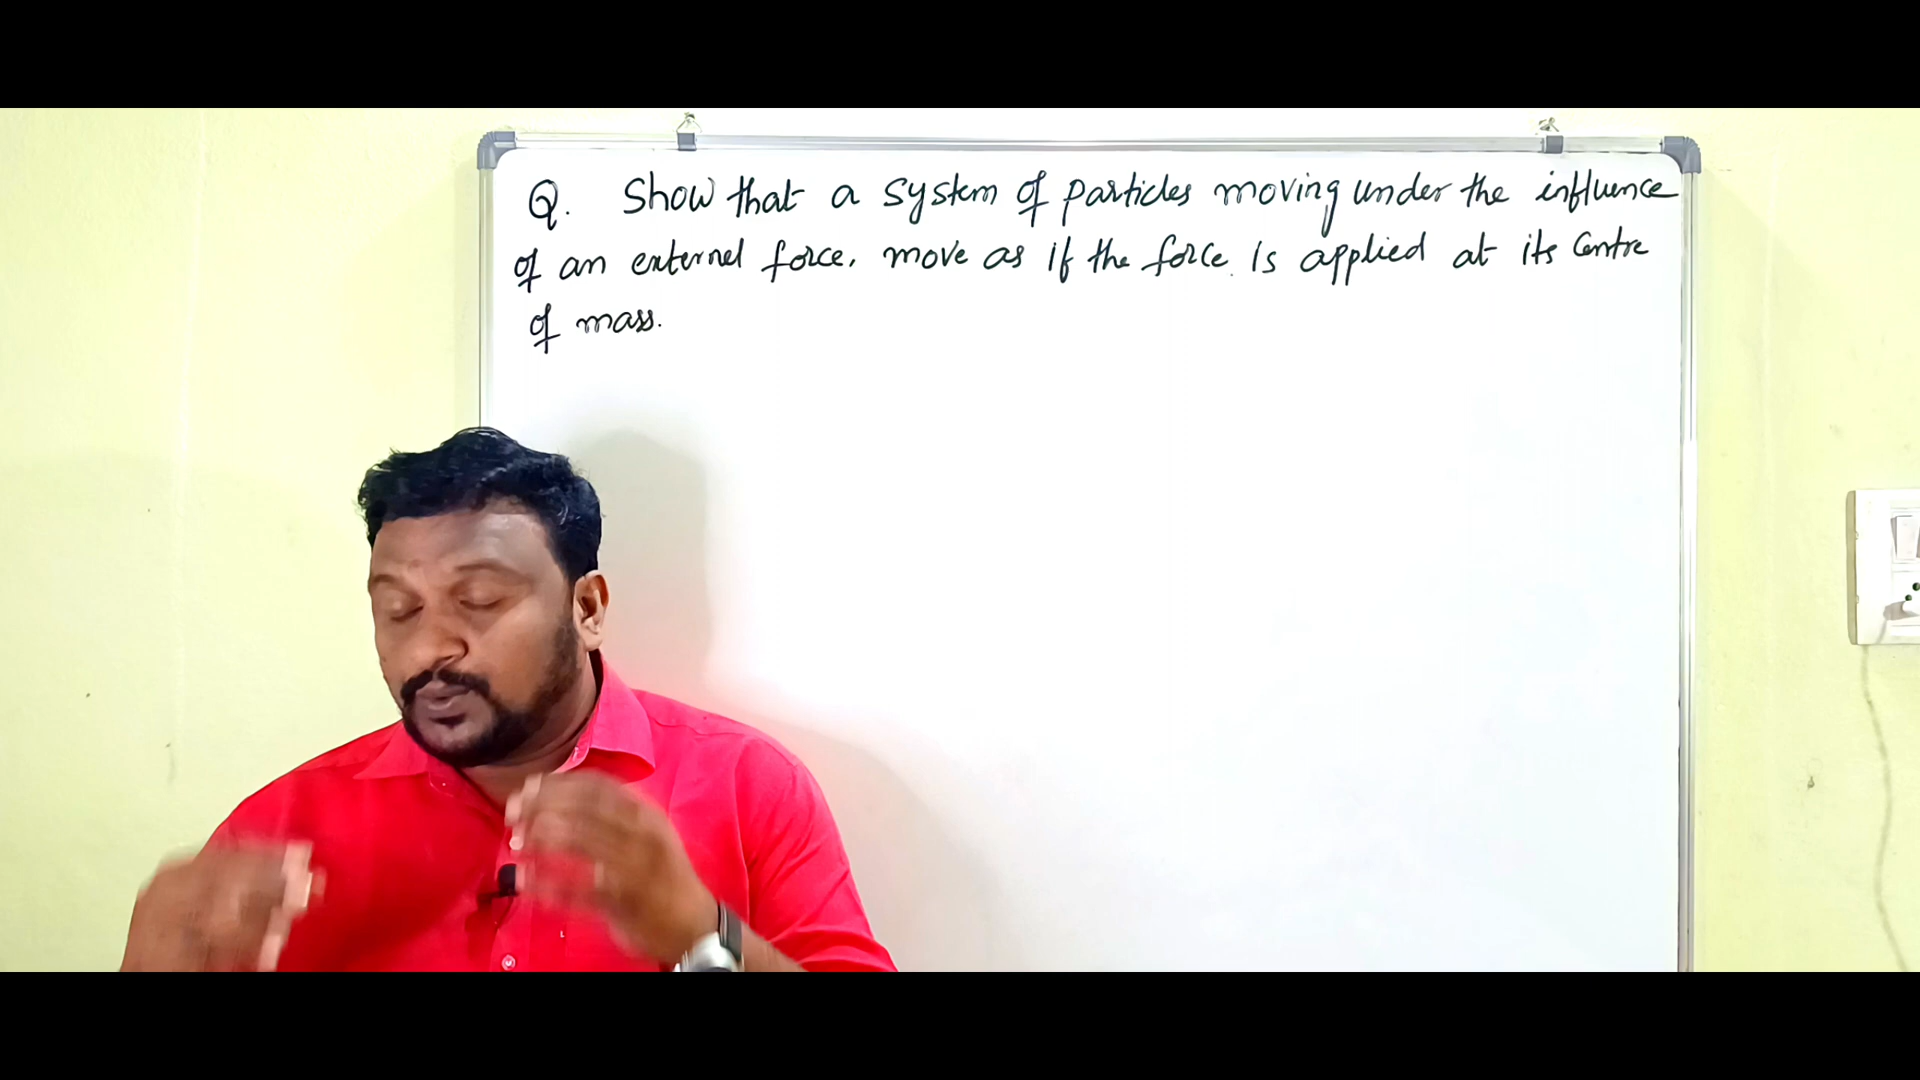 Q. Show that a system of particles moving under the influence
of an external force, move as if the force is applied at its Centre
of mass.